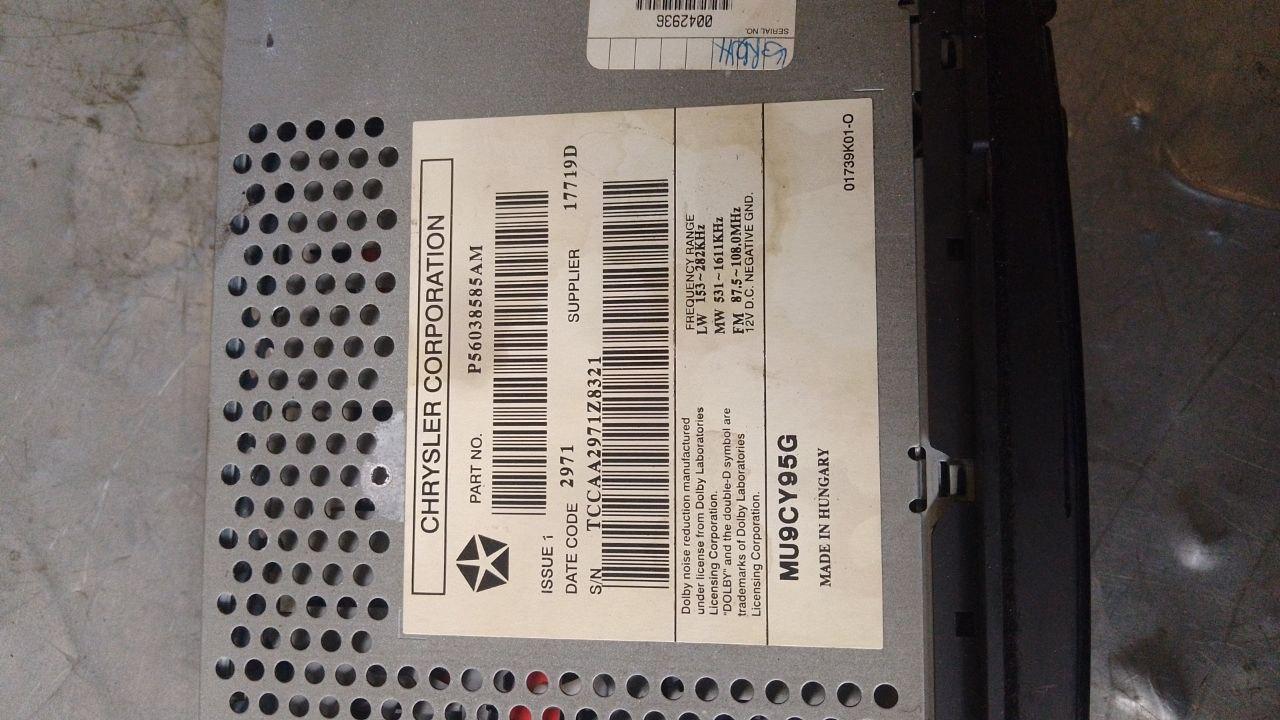 CHRYSLER CORPORATION
PART NO. P56038585AM
ISSUE 1
DATE CODE 2971 SUPPLIER 17719D
S/N TCCAA2971Z8321
Dolby noise reduction manufactured
under license from Dolby Laboratories
Licensing Corporation.
"DOLBY" and the double-D symbol are
trademarks of Dolby Laboratories
Licensing Corporation.
FREQUENCY RANGE
LW 153~282KHz
MW 531~1611KHz
FM 87.5~108.0MHz
12V D.C. NEGATIVE GND.
MU9CY95G
MADE IN HUNGARY
01739K01-O
SERIAL NO.
0042936